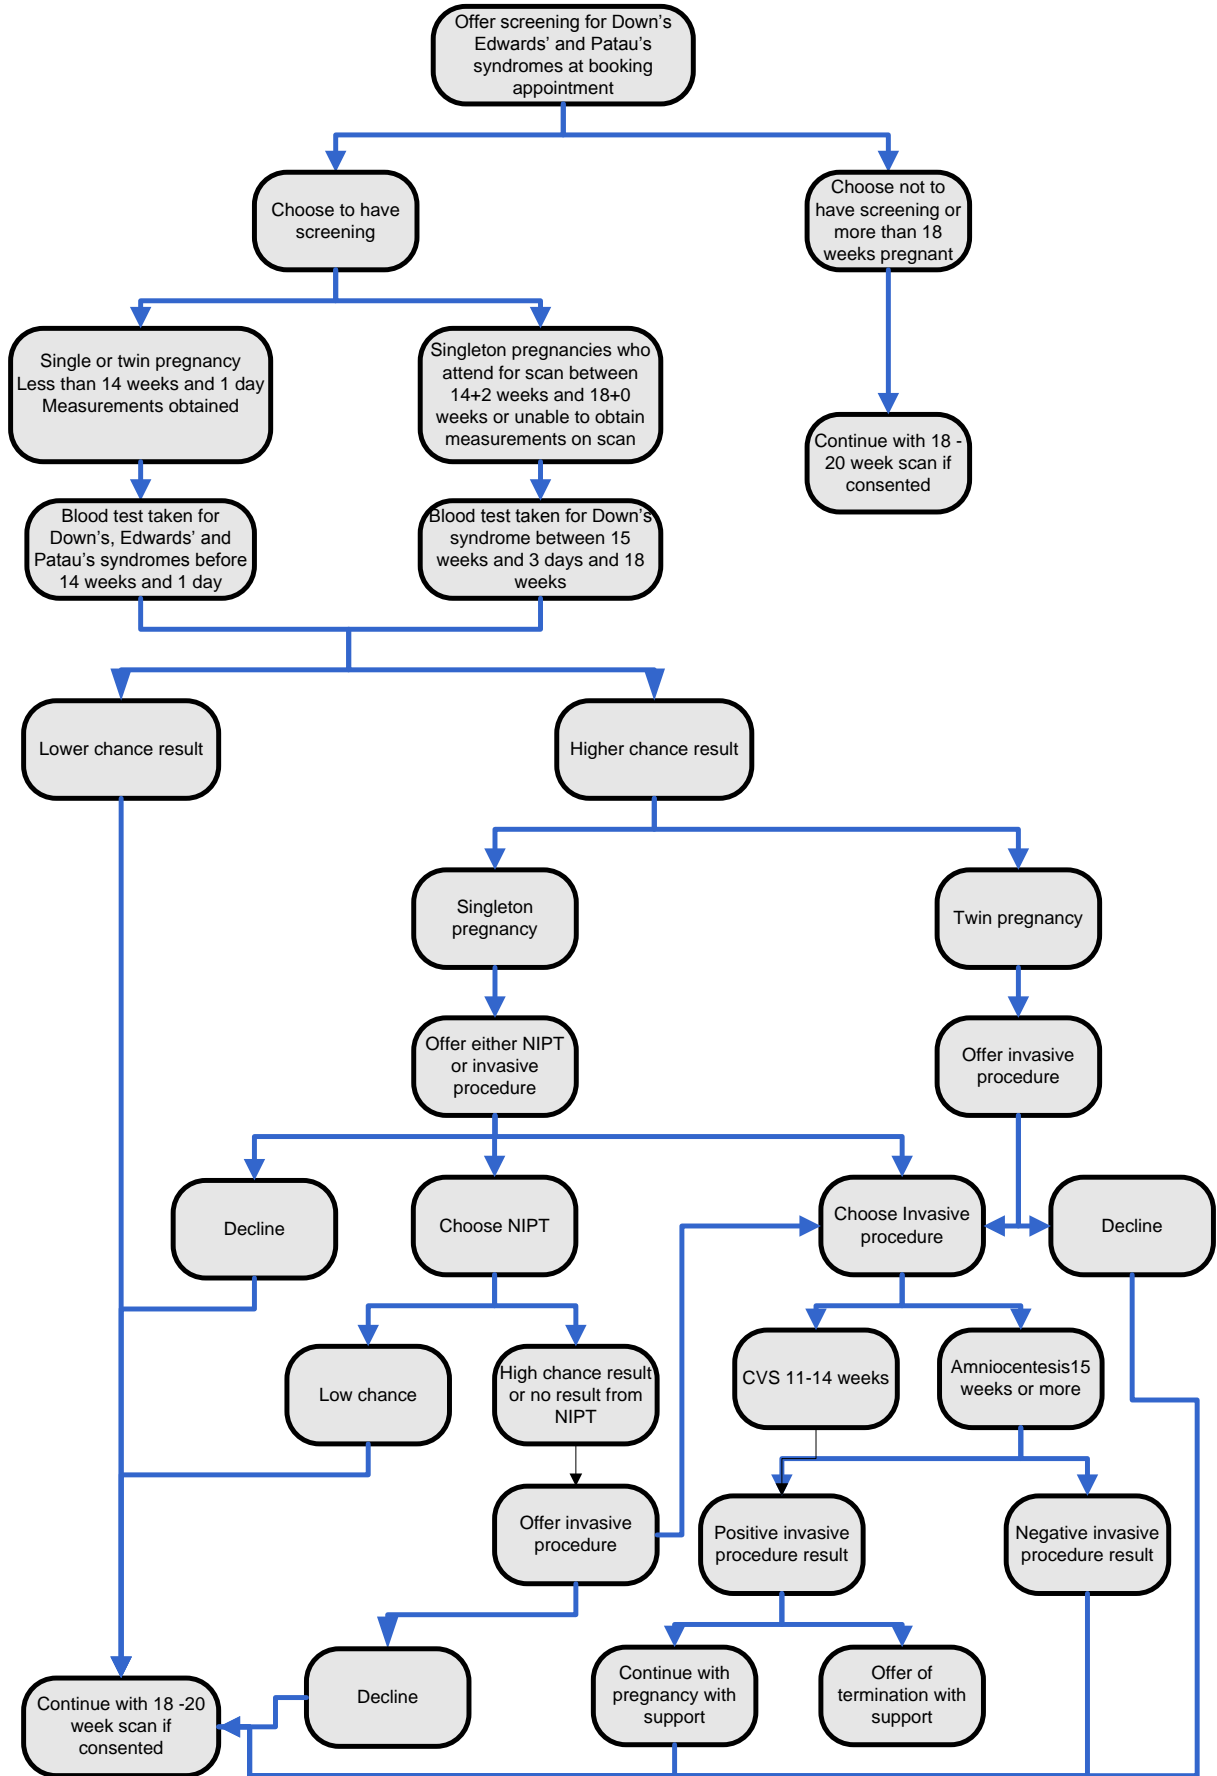 Offer screening for Down's
Edwards' and Patau's
syndromes at booking
appointment
Choose to have
screening
Choose not to
have screening or
more than 18
weeks pregnant
Single or twin pregnancy
Less than 14 weeks and 1 day
Measurements obtained
Singleton pregnancies who
attend for scan between
14+2 weeks and 18+0
weeks or unable to obtain
measurements on scan
Continue with 18 -
20 week scan if
consented
Blood test taken for
Down's, Edwards' and
Patau's syndromes before
14 weeks and 1 day
Blood test taken for Down's
syndrome between 15
weeks and 3 days and 18
weeks
Lower chance result
Higher chance result
Singleton
pregnancy
Twin pregnancy
Offer either NIPT
or invasive
procedure
Offer invasive
procedure
Decline
Choose NIPT
Choose Invasive
procedure
Decline
Low chance
High chance result
or no result from
NIPT
CVS 11-14 weeks
Amniocentesis15
weeks or more
Offer invasive
procedure
Positive invasive
procedure result
Negative invasive
procedure result
Continue with 18 -20
week scan if
consented
Decline
Continue with
pregnancy with
support
Offer of
termination with
support